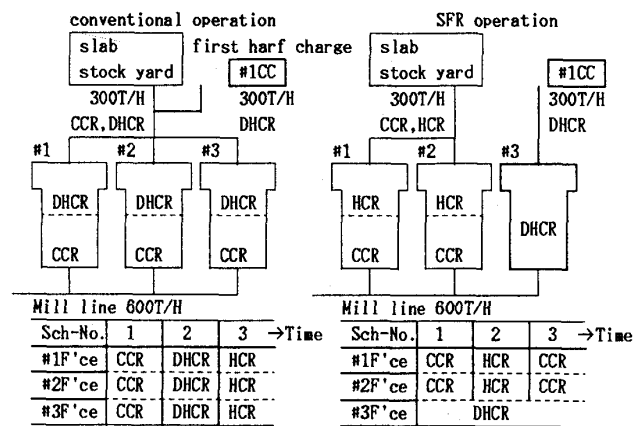 conventional operation
slab
stock yard
first harf charge
#1CC
300T/H
300T/H
CCR,DHCR
DHCR
#1
#2
#3
DHCR
DHCR
DHCR
CCR
CCR
CCR
Mill line 600T/H
Sch-No. 1 2 3 →Time
#1F'ce CCR DHCR HCR
#2F'ce CCR DHCR HCR
#3F'ce CCR DHCR HCR
SFR operation
slab
stock yard
#1CC
300T/H
300T/H
CCR,HCR
DHCR
#1
#2
#3
HCR
HCR
DHCR
CCR
CCR
Mill line 600T/H
Sch-No. 1 2 3 →Time
#1F'ce CCR HCR CCR
#2F'ce CCR HCR CCR
#3F'ce DHCR